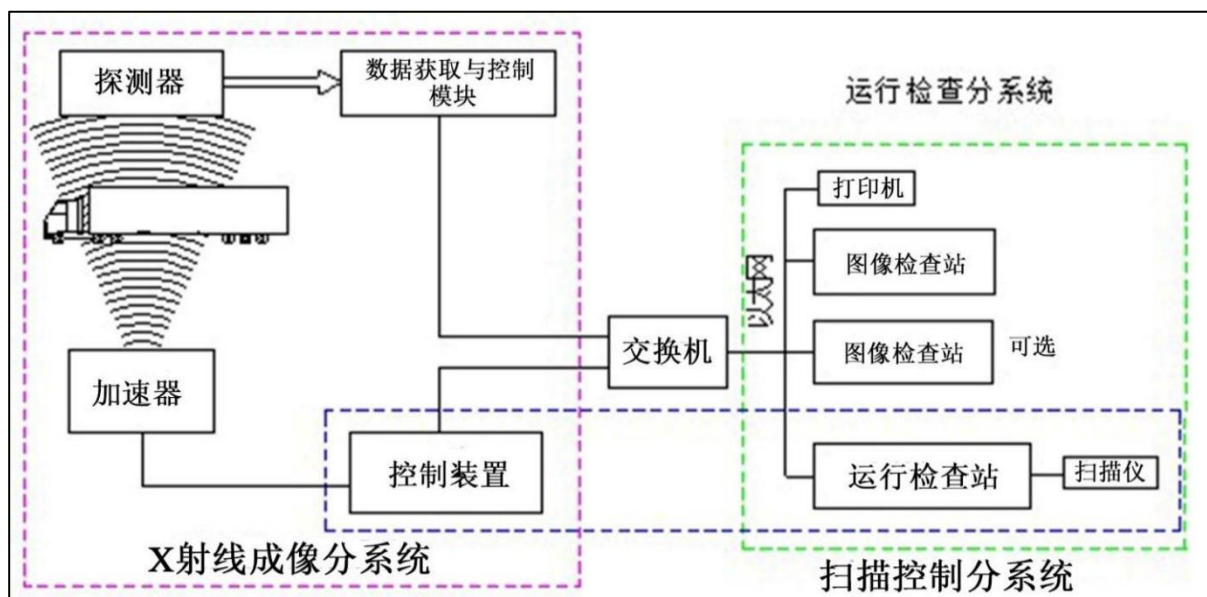 探测器
数据获取与控制
模块
运行检查分系统
打印机
以太网
图像检查站
交换机
图像检查站
可选
加速器
控制装置
运行检查站
扫描仪
X射线成像分系统
扫描控制分系统